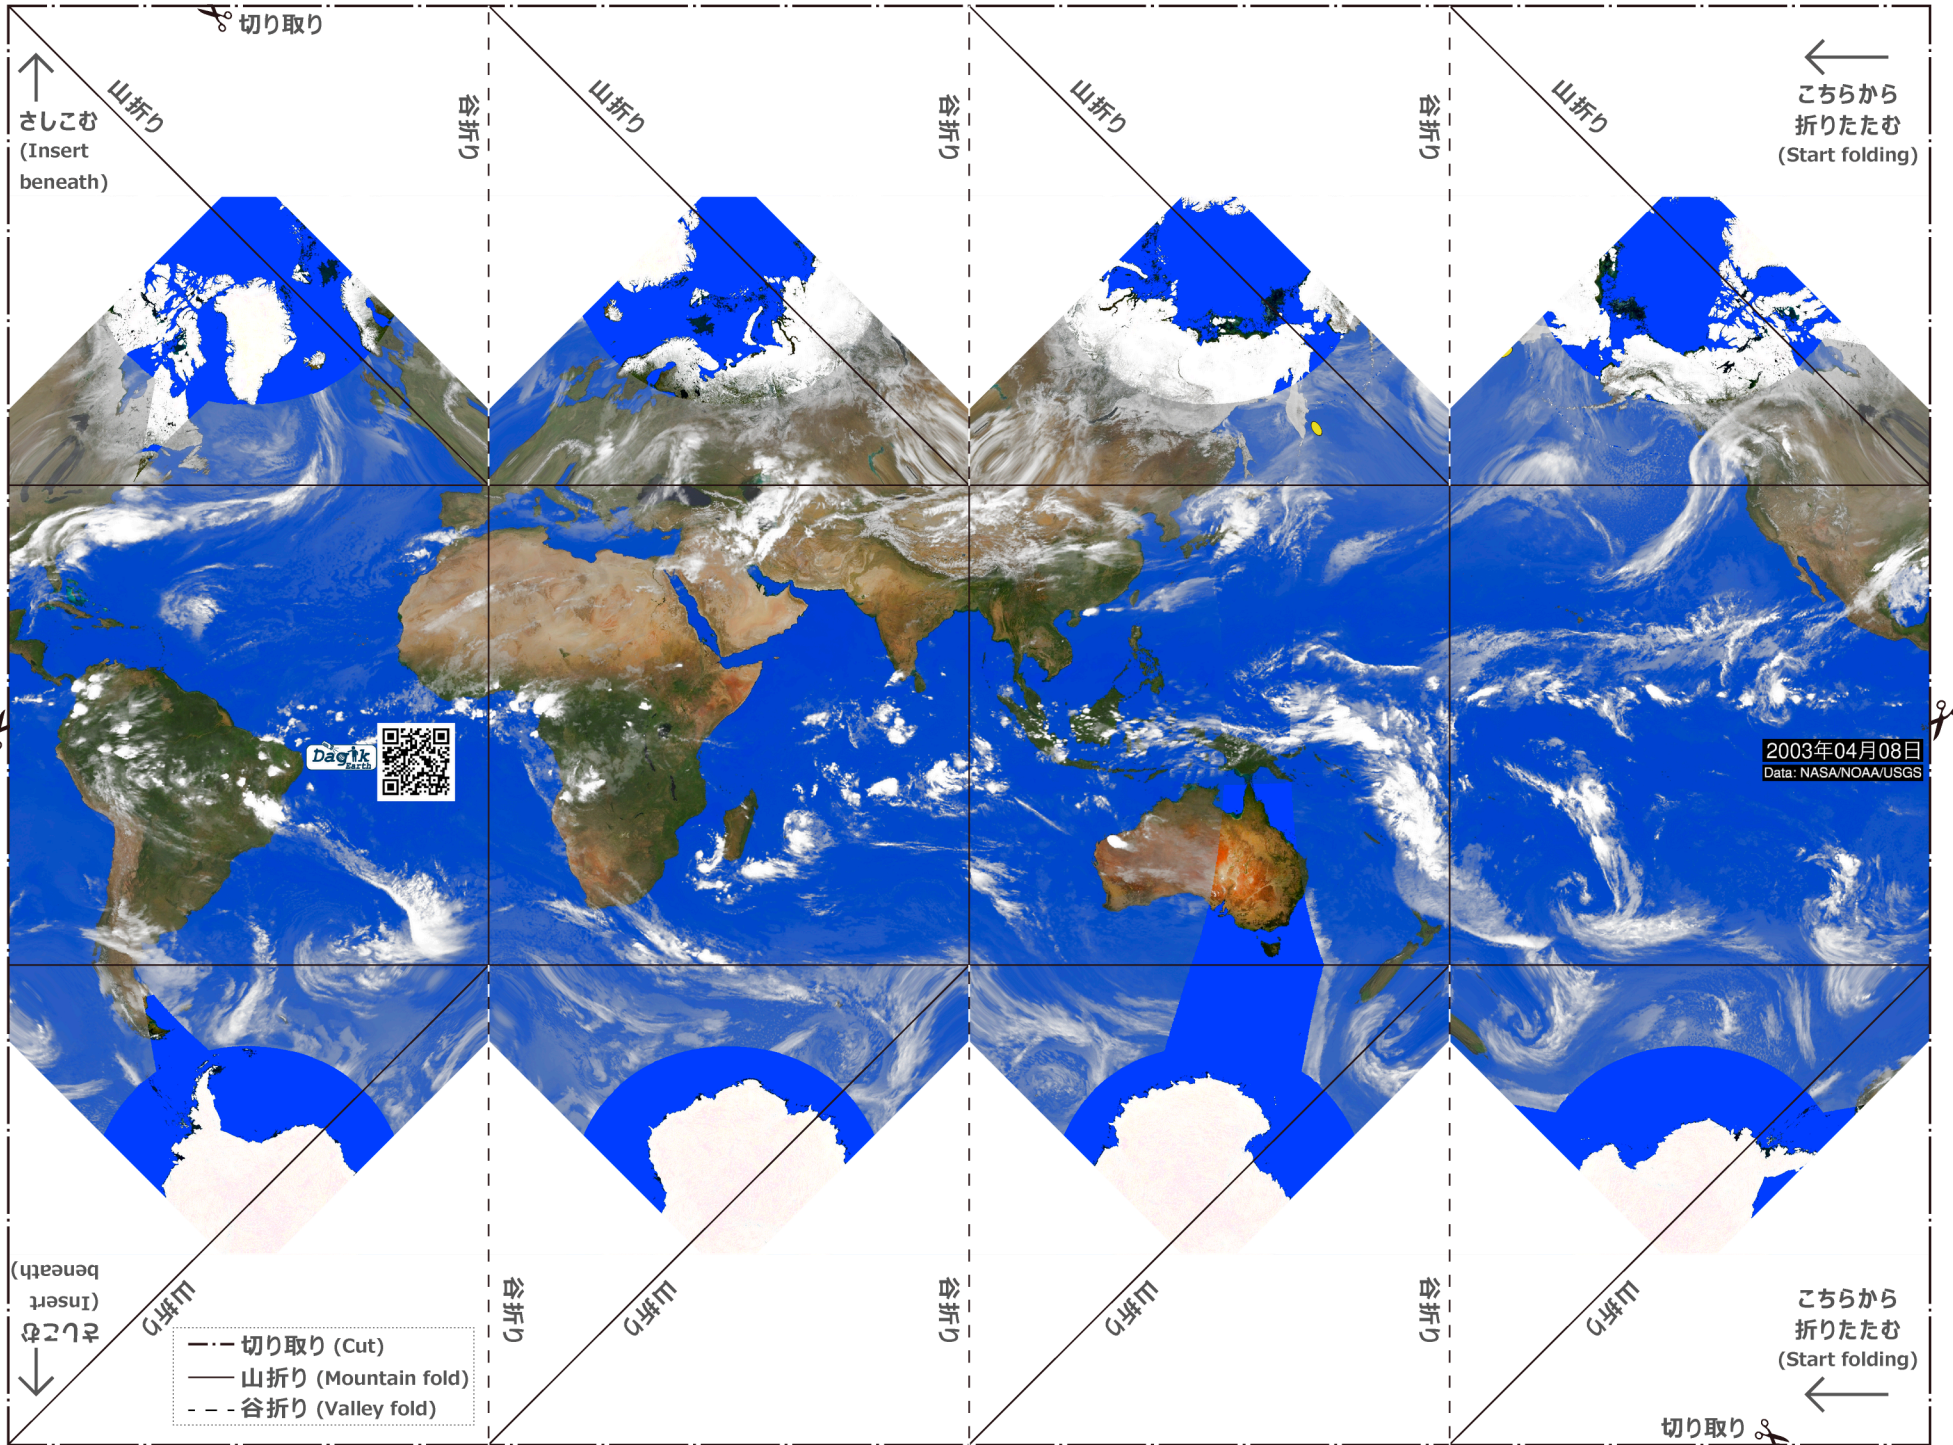 切り取り
山折り
谷折り
山折り
谷折り
山折り
谷折り
山折り
さしこむ
(Insert
beneath)
こちらから
折りたたむ
(Start folding)
Dagik
Earth
2003年04月08日
Data: NASA/NOAA/USGS
さしこむ
(Insert
beneath)
山折り
谷折り
山折り
谷折り
山折り
谷折り
山折り
こちらから
折りたたむ
(Start folding)
切り取り (Cut)
山折り (Mountain fold)
谷折り (Valley fold)
切り取り